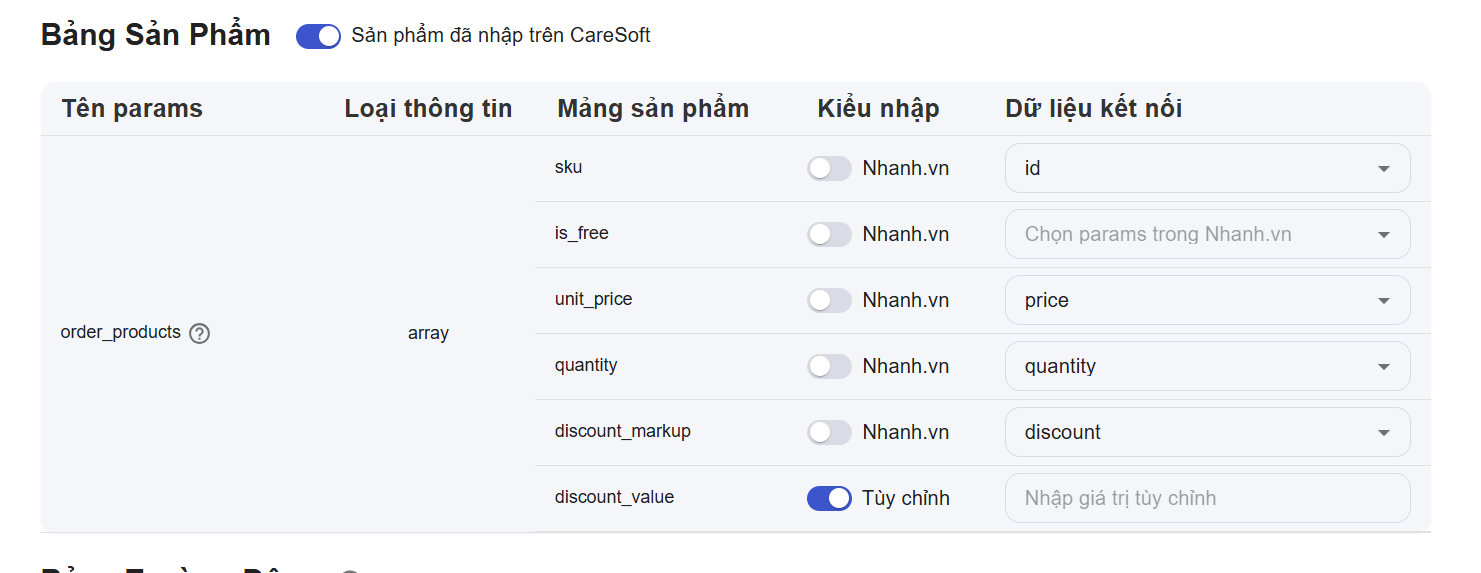 Bảng Sản Phẩm Sản phẩm đã nhập trên CareSoft
Tên params Loại thông tin Mảng sản phẩm Kiểu nhập Dữ liệu kết nối
sku Nhanh.vn id
is_free Nhanh.vn Chọn params trong Nhanh.vn
unit_price Nhanh.vn price
order_products ? array
quantity Nhanh.vn quantity
discount_markup Nhanh.vn discount
discount_value Tùy chỉnh Nhập giá trị tùy chỉnh